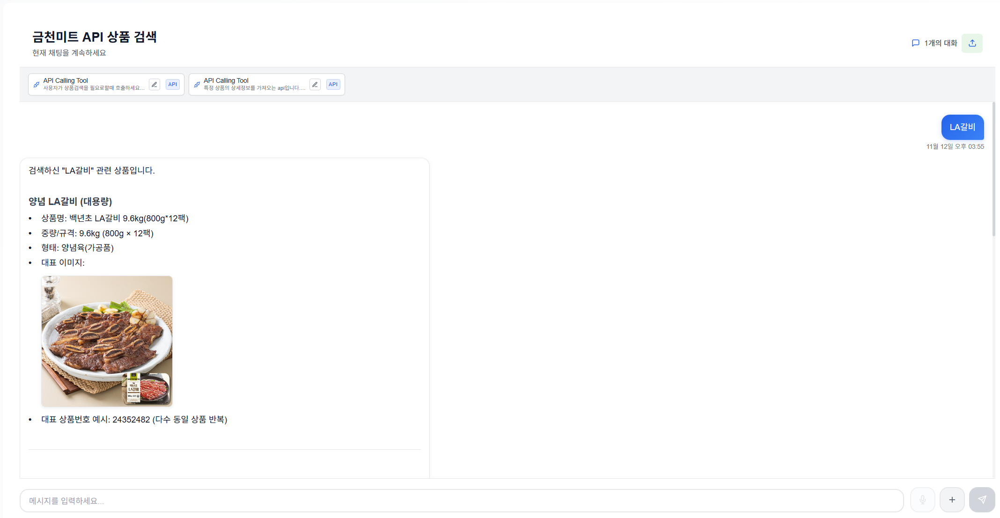 금천미트 API 상품 검색
현재 채팅을 계속하세요
1개의 대화
API Calling Tool
사용자가 상품검색을 필요로할때 호출하세요...
API
API Calling Tool
특정 상품의 상세정보를 가져오는 api입니다....
API
LA갈비
11월 12일 오후 03:55
검색하신 "LA갈비" 관련 상품입니다.
양념 LA갈비 (대용량)
• 상품명: 백년초 LA갈비 9.6kg(800g*12팩)
• 중량/규격: 9.6kg (800g × 12팩)
• 형태: 양념육(가공품)
• 대표 이미지:
백년초
LA갈비
• 대표 상품번호 예시: 24352482 (다수 동일 상품 반복)
메시지를 입력하세요...